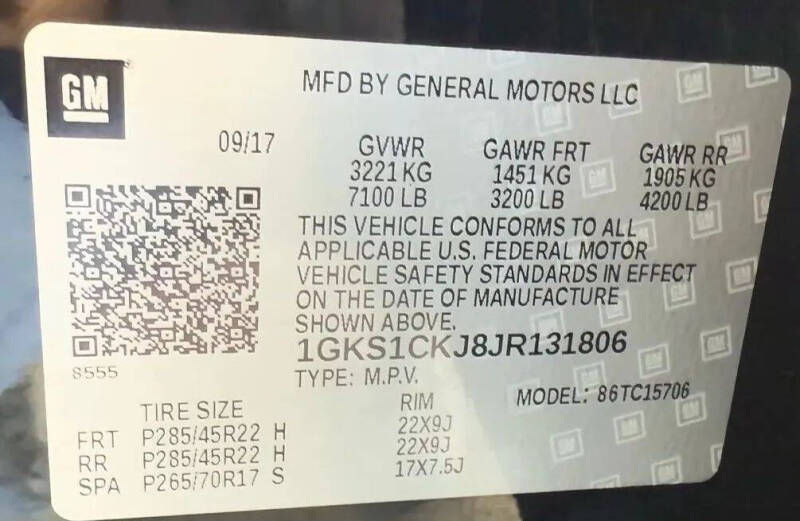 GM
MFD BY GENERAL MOTORS LLC
09/17
GVWR GAWR FRT GAWR RR
3221 KG 1451 KG 1905 KG
7100 LB 3200 LB 4200 LB
THIS VEHICLE CONFORMS TO ALL
APPLICABLE U.S. FEDERAL MOTOR
VEHICLE SAFETY STANDARDS IN EFFECT
ON THE DATE OF MANUFACTURE
SHOWN ABOVE.
1GKS1CKJ8JR131806
8555
TYPE: M.P.V. MODEL: 86TC15706
TIRE SIZE RIM
FRT P285/45R22 H 22X9J
RR P285/45R22 H 22X9J
SPA P265/70R17 S 17X7.5J